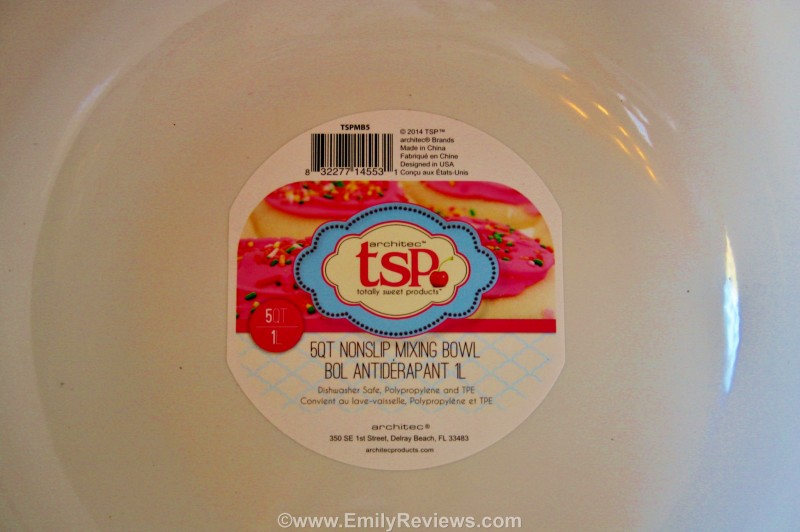 TSPMB5
8 32277 14553 1
© 2014 TSP™
architec® Brands
Made in China
Fabriqué en Chine
Designed in USA
Conçu aux États-Unis
architec™
tsp
totally sweet products™
5QT
1L
5QT NONSLIP MIXING BOWL
BOL ANTIDÉRAPANT 1L
Dishwasher Safe, Polypropylene and TPE
Convient au lave-vaisselle, Polypropylène et TPE
architec®
350 SE 1st Street, Delray Beach, FL 33483
architecproducts.com
©www.EmilyReviews.com